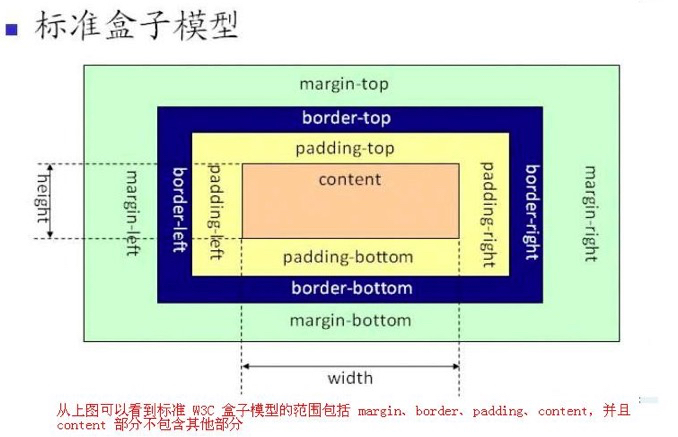 标准盒子模型
margin-top
border-top
padding-top
content
height
margin-left
border-left
padding-left
padding-right
border-right
margin-right
padding-bottom
border-bottom
margin-bottom
width
从上图可以看到标准 W3C 盒子模型的范围包括 margin、border、padding、content，并且
content 部分不包含其他部分